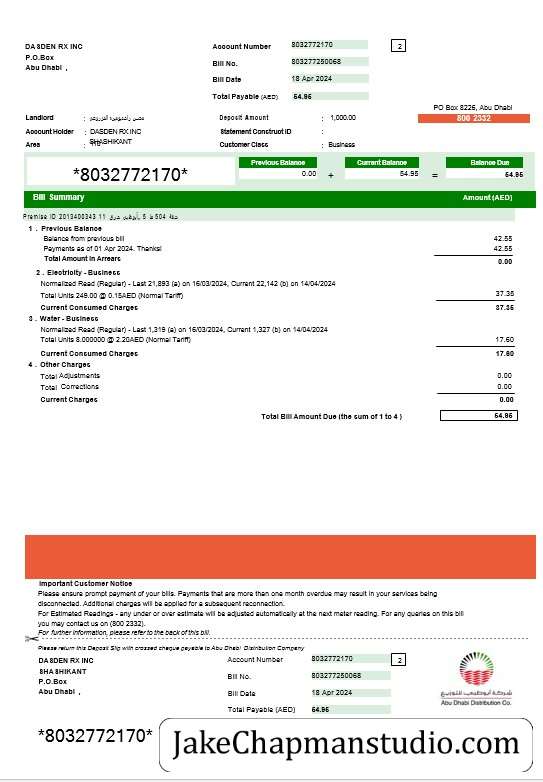 DASDEN RX INC
P.O.Box
Abu Dhabi ,
Account Number 8032772170 2
Bill No. 803277250068
Bill Date 18 Apr 2024
Total Payable (AED) 54.95
PO Box 8226, Abu Dhabi
800 2332
Landlord :
Deposit Amount : 1,000.00
Account Holder : DASDEN RX.INC
SHASHIKANT
Statement Construct ID :
Area :
Customer Class : Business
*8032772170*
Previous Balance Current Balance Balance Due
0.00 + 54.95 = 54.95
Bill Summary Amount (AED)
Premise ID 2013400343
1 . Previous Balance
Balance from previous bill 42.55
Payments as of 01 Apr 2024. Thanks! 42.55
Total Amount in Arrears 0.00
2 . Electricity - Business
Normalized Read (Regular) - Last 21,893 (a) on 16/03/2024, Current 22,142 (b) on 14/04/2024
Total Units 249.00 @ 0.15AED (Normal Tariff) 37.35
Current Consumed Charges 37.35
3 . Water - Business
Normalized Read (Regular) - Last 1,319 (a) on 16/03/2024, Current 1,327 (b) on 14/04/2024
Total Units 8.000000 @ 2.20AED (Normal Tariff) 17.60
Current Consumed Charges 17.60
4 . Other Charges
Total Adjustments 0.00
Total Corrections 0.00
Current Charges 0.00
Total Bill Amount Due (the sum of 1 to 4 ) 54.95
Important Customer Notice
Please ensure prompt payment of your bills. Payments that are more than one month overdue may result in your services being
disconnected. Additional charges will be applied for a subsequent reconnection.
For Estimated Readings - any under or over estimate will be adjusted automatically at the next meter reading. For any queries on this bill
you may contact us on (800 2332).
For further information, please refer to the back of this bill.
Please return this Deposit Slip with crossed cheque payable to Abu Dhabi Distribution Company
DASDEN RX INC
SHASHIKANT
P.O.Box
Abu Dhabi ,
Account Number 8032772170 2
Bill No. 803277250068
Bill Date 18 Apr 2024
Total Payable (AED) 54.95
شركة أبوظبي للتوزيع
Abu Dhabi Distribution Co.
*8032772170*
JakeChapmanstudio.com